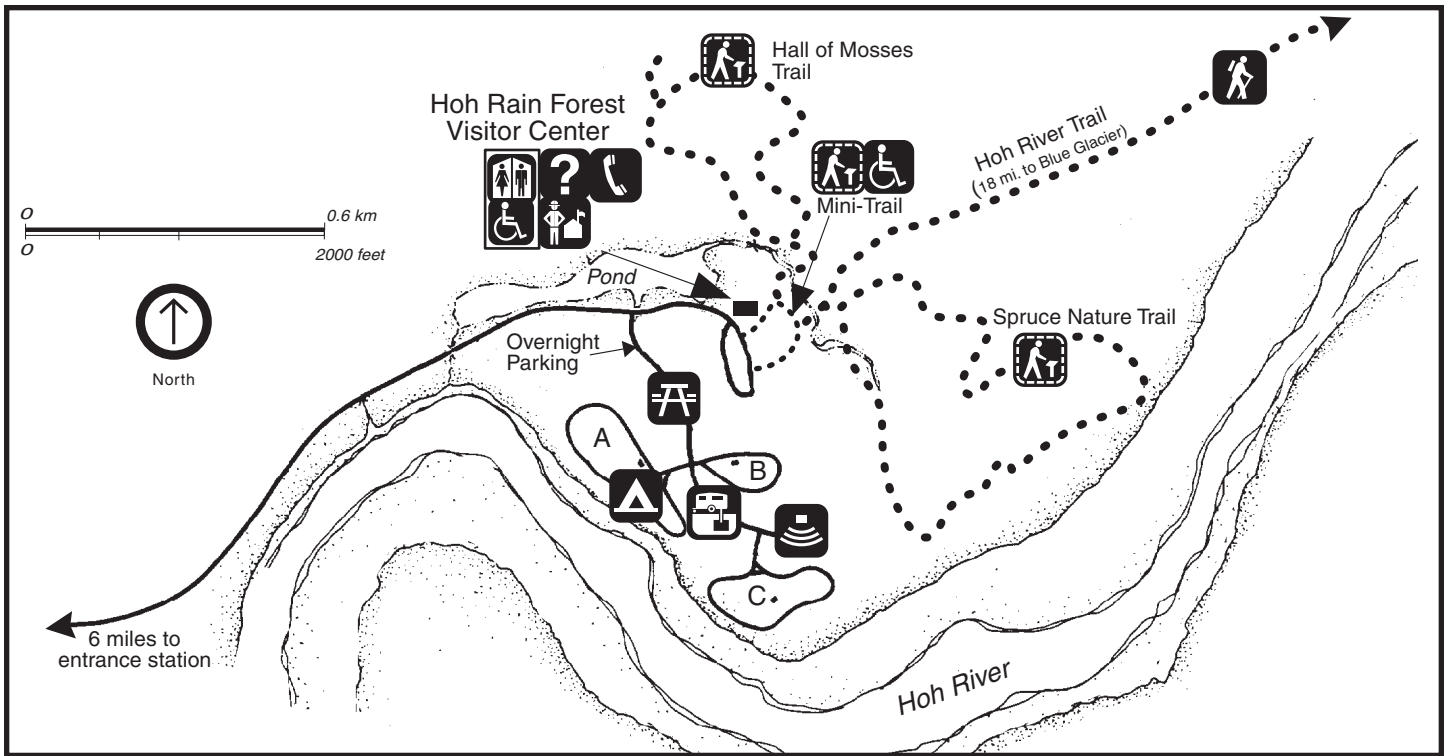 Hall of Mosses
Trail
Hoh Rain Forest
Visitor Center
?
Hoh River Trail
(18 mi. to Blue Glacier)
Mini-Trail
0
0.6 km
0
2000 feet
Pond
North
Overnight
Parking
Spruce Nature Trail
A
B
C
6 miles to
entrance station
Hoh River